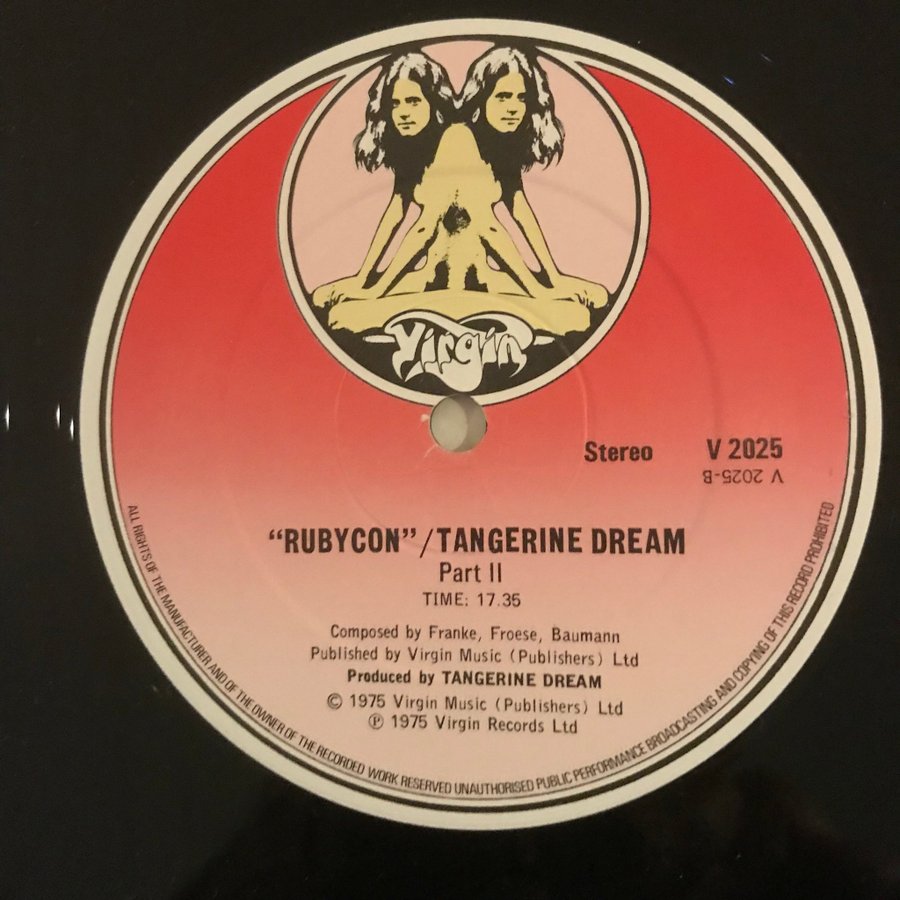 Virgin
Stereo V 2025
V 2025-B
"RUBYCON"/TANGERINE DREAM
Part II
TIME: 17.35
Composed by Franke, Froese, Baumann
Published by Virgin Music (Publishers) Ltd
Produced by TANGERINE DREAM
© 1975 Virgin Music (Publishers) Ltd
℗ 1975 Virgin Records Ltd
ALL RIGHTS OF THE MANUFACTURER AND OF THE OWNER OF THE RECORDED WORK RESERVED UNAUTHORISED PUBLIC PERFORMANCE BROADCASTING AND COPYING OF THIS RECORD PROHIBITED